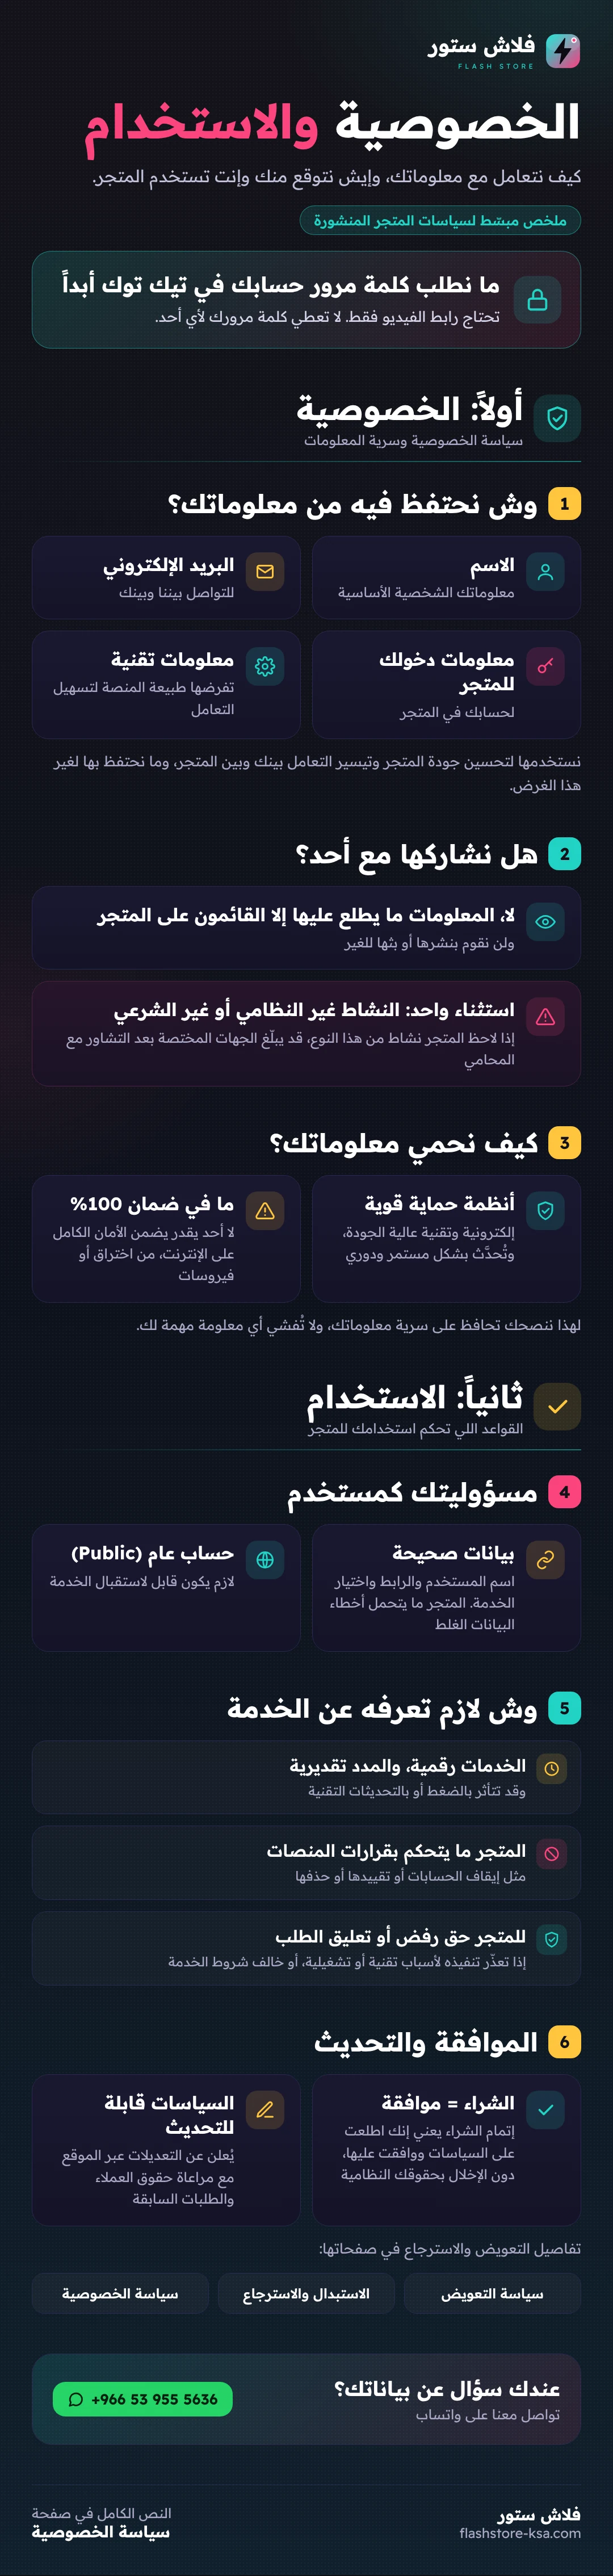 فلاش ستور
FLASH STORE
الخصوصية والاستخدام
كيف نتعامل مع معلوماتك، وإيش نتوقع منك وإنت تستخدم المتجر.
ملخص مبسّط لسياسات المتجر المنشورة
ما نطلب كلمة مرور حسابك في تيك توك أبداً
تحتاج رابط الفيديو فقط. لا تعطي كلمة مرورك لأي أحد.
أولاً: الخصوصية
سياسة الخصوصية وسرية المعلومات
1 وش نحتفظ فيه من معلوماتك؟
الاسم
معلوماتك الشخصية الأساسية
البريد الإلكتروني
للتواصل بيننا وبينك
معلومات دخولك
للمتجر
لحسابك في المتجر
معلومات تقنية
تفرضها طبيعة المنصة لتسهيل
التعامل
نستخدمها لتحسين جودة المتجر وتيسير التعامل بينك وبين المتجر، وما نحتفظ بها لغير
هذا الغرض.
2 هل نشاركها مع أحد؟
لا، المعلومات ما يطلع عليها إلا القائمون على المتجر
ولن نقوم بنشرها أو بثها للغير
استثناء واحد: النشاط غير النظامي أو غير الشرعي
إذا لاحظ المتجر نشاط من هذا النوع، قد يبلّغ الجهات المختصة بعد التشاور مع
المحامي
3 كيف نحمي معلوماتك؟
أنظمة حماية قوية
إلكترونية وتقنية عالية الجودة،
وتُحدَّث بشكل مستمر ودوري
ما في ضمان 100%
لا أحد يقدر يضمن الأمان الكامل
على الإنترنت، من اختراق أو
فيروسات
لهذا ننصحك تحافظ على سرية معلوماتك، ولا تُفشي أي معلومة مهمة لك.
ثانياً: الاستخدام
القواعد اللي تحكم استخدامك للمتجر
4 مسؤوليتك كمستخدم
بيانات صحيحة
اسم المستخدم والرابط واختيار
الخدمة. المتجر ما يتحمل أخطاء
البيانات الغلط
حساب عام (Public)
لازم يكون قابل لاستقبال الخدمة
5 وش لازم تعرفه عن الخدمة
الخدمات رقمية، والمدد تقديرية
وقد تتأثر بالضغط أو بالتحديثات التقنية
المتجر ما يتحكم بقرارات المنصات
مثل إيقاف الحسابات أو تقييدها أو حذفها
للمتجر حق رفض أو تعليق الطلب
إذا تعذّر تنفيذه لأسباب تقنية أو تشغيلية، أو خالف شروط الخدمة
6 الموافقة والتحديث
الشراء = موافقة
إتمام الشراء يعني إنك اطلعت
على السياسات ووافقت عليها،
دون الإخلال بحقوقك النظامية
السياسات قابلة
للتحديث
يُعلن عن التعديلات عبر الموقع
مع مراعاة حقوق العملاء
والطلبات السابقة
تفاصيل التعويض والاسترجاع في صفحاتها:
سياسة التعويض
الاستبدال والاسترجاع
سياسة الخصوصية
عندك سؤال عن بياناتك؟
تواصل معنا على واتساب
+966 53 955 5636
فلاش ستور
flashstore-ksa.com
النص الكامل في صفحة
سياسة الخصوصية